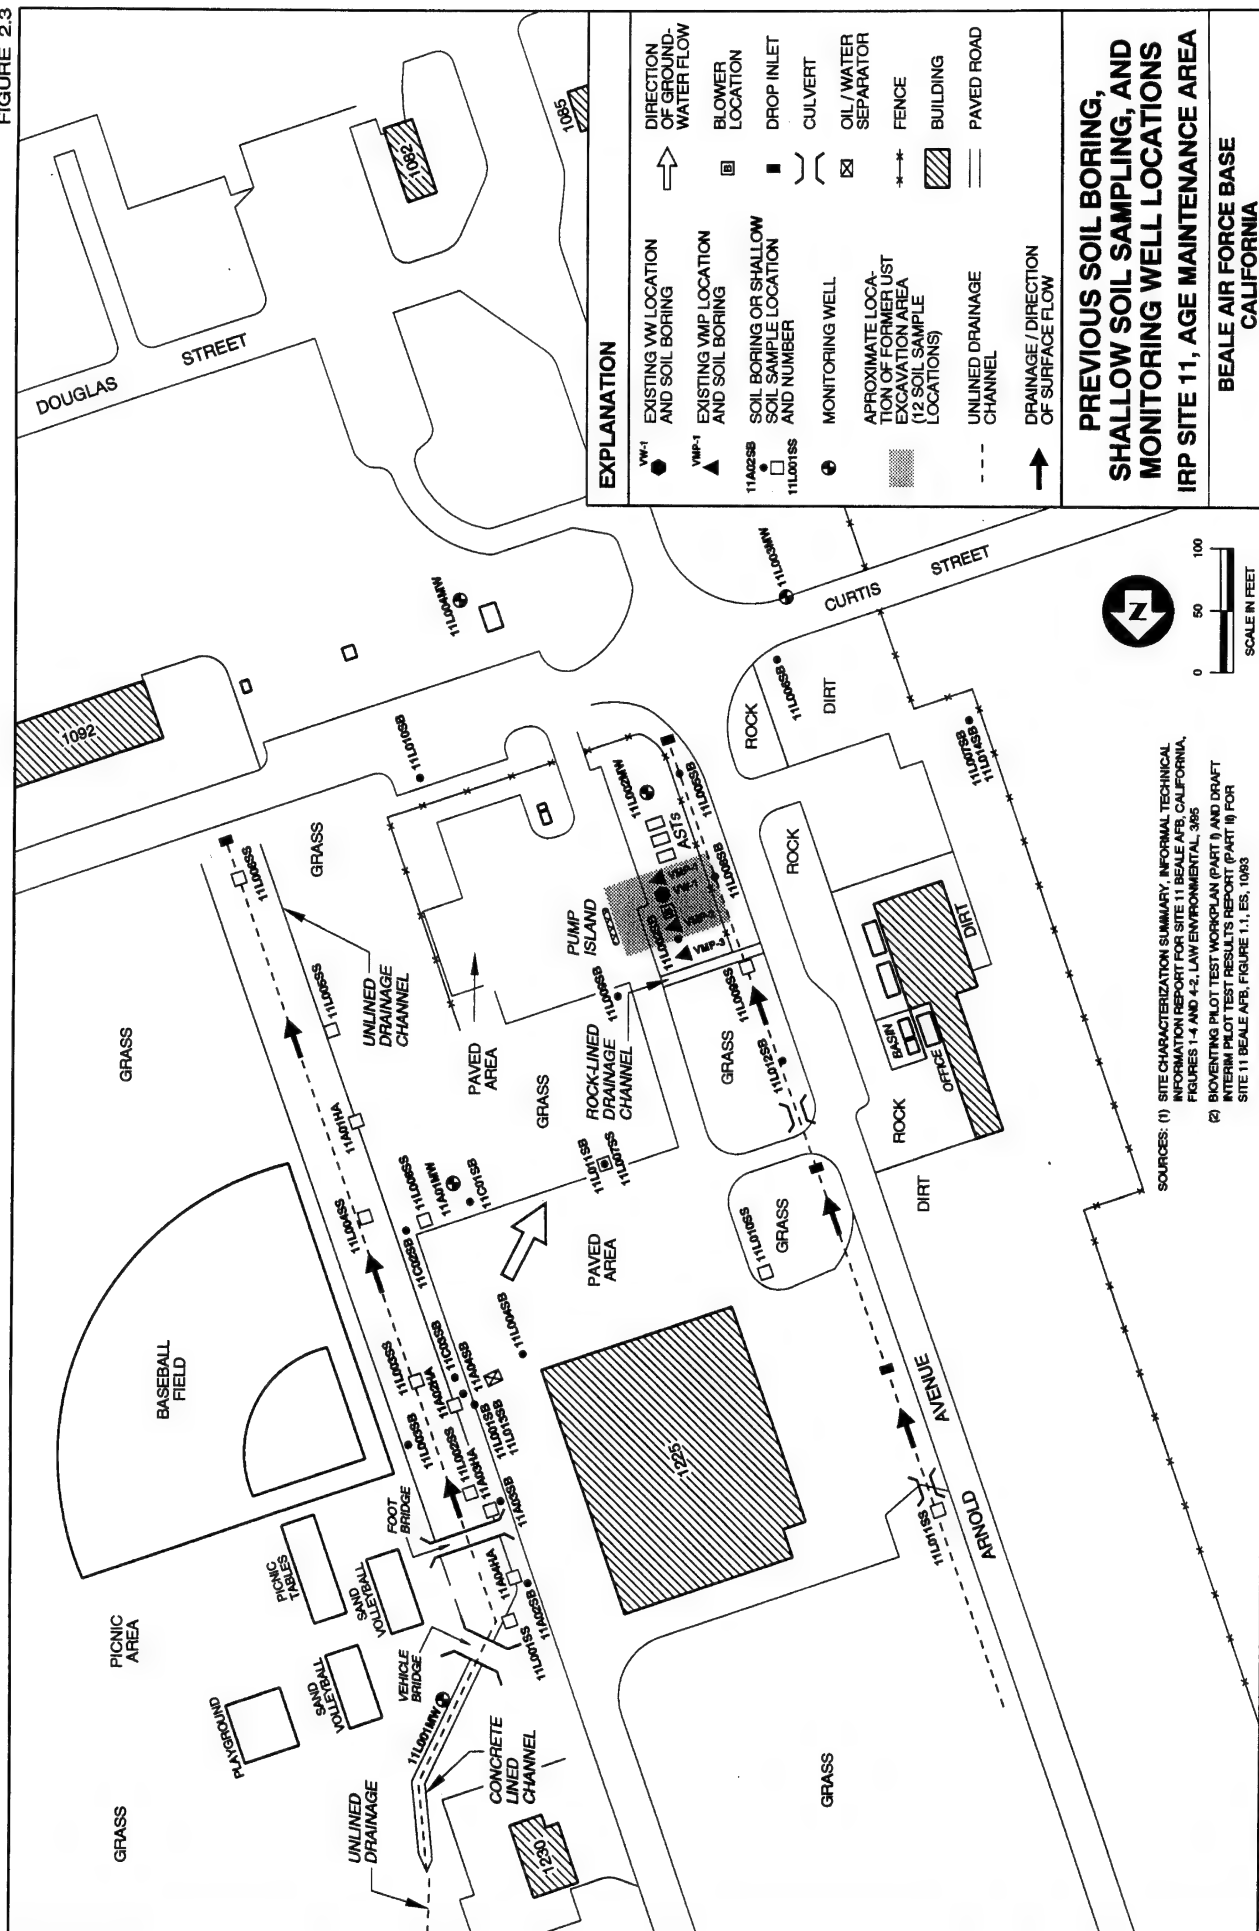 FIGURE 2.3
DOUGLAS
STREET
1082
1085
1092
11L004MW
11L010SB
11L003MW
CURTIS
STREET
11L006SB
DIRT
ROCK
11L007SB
11L014SB
11L002MW
ASTs
11L005SB
11L008SB
VMP-1
VW-1
VMP-2
VMP-3
11L002SB
PUMP
ISLAND
11L009SB
ROCK-LINED
DRAINAGE
CHANNEL
11L009SS
GRASS
11L012SB
ROCK
BASIN
OFFICE
DIRT
ROCK
DIRT
GRASS
11L006SS
UNLINED
DRAINAGE
CHANNEL
GRASS
11L005SS
PAVED
AREA
GRASS
11A01HA
11L004SS
11L006SS
11A01MW
11C01SB
11C02SB
11L011SB
11L007SS
PAVED
AREA
11L010SS
GRASS
BASEBALL
FIELD
11L003SS
11A02HA
11C03SB
11A04SB
11L004SB
11L003SB
11L002SS
11A03HA
11L001SB
11L013SB
11A03SB
FOOT
BRIDGE
PICNIC
TABLES
SAND
VOLLEYBALL
PICNIC
AREA
SAND
VOLLEYBALL
PLAYGROUND
VEHICLE
BRIDGE
11A04HA
11A02SB
11L001SS
11L001MW
CONCRETE
LINED
CHANNEL
UNLINED
DRAINAGE
GRASS
1230
1225
AVENUE
ARNOLD
11L011SS
GRASS
EXPLANATION
VW-1
EXISTING VW LOCATION
AND SOIL BORING
VMP-1
EXISTING VMP LOCATION
AND SOIL BORING
11A02SB
11L001SS
SOIL BORING OR SHALLOW
SOIL SAMPLE LOCATION
AND NUMBER
MONITORING WELL
APROXIMATE LOCA-
TION OF FORMER UST
EXCAVATION AREA
(12 SOIL SAMPLE
LOCATIONS)
UNLINED DRAINAGE
CHANNEL
DRAINAGE / DIRECTION
OF SURFACE FLOW
DIRECTION
OF GROUND-
WATER FLOW
B
BLOWER
LOCATION
DROP INLET
CULVERT
OIL / WATER
SEPARATOR
FENCE
BUILDING
PAVED ROAD
PREVIOUS SOIL BORING,
SHALLOW SOIL SAMPLING, AND
MONITORING WELL LOCATIONS
IRP SITE 11, AGE MAINTENANCE AREA
BEALE AIR FORCE BASE
CALIFORNIA
N
0 50 100
SCALE IN FEET
SOURCES: (1) SITE CHARACTERIZATION SUMMARY, INFORMAL TECHNICAL
INFORMATION REPORT FOR SITE 11 BEALE AFB, CALIFORNIA,
FIGURES 1-4 AND 4-2, LAW ENVIRONMENTAL, 3/95
(2) BIOVENTING PILOT TEST WORKPLAN (PART I) AND DRAFT
INTERIM PILOT TEST RESULTS REPORT (PART II) FOR
SITE 11 BEALE AFB, FIGURE 1.1, ES, 10/93